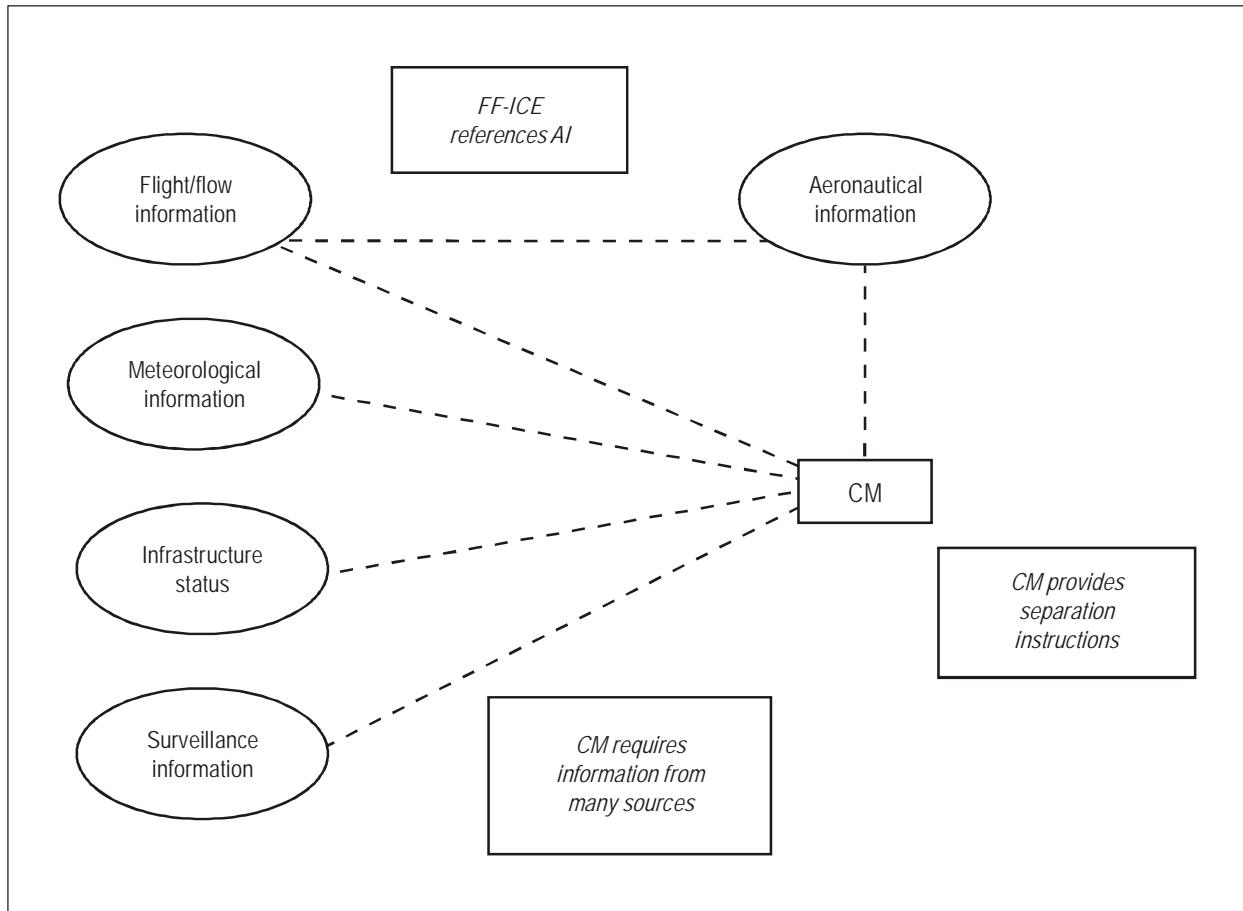 FF-ICE
references AI
Flight/flow
information
Aeronautical
information
Meteorological
information
CM
Infrastructure
status
CM provides
separation
instructions
Surveillance
information
CM requires
information from
many sources